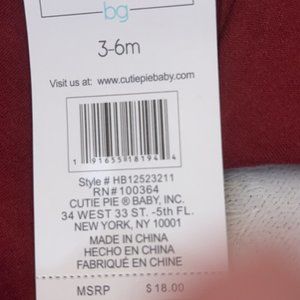 bg
3-6m
Visit us at: www.cutiepiebaby.com
1 91655 18194 4
Style # HB12523211
RN#100364
CUTIE PIE ® BABY, INC.
34 WEST 33 ST. -5th FL.
NEW YORK, NY 10001
MADE IN CHINA
HECHO EN CHINA
FABRIQUÉ EN CHINE
MSRP $18.00